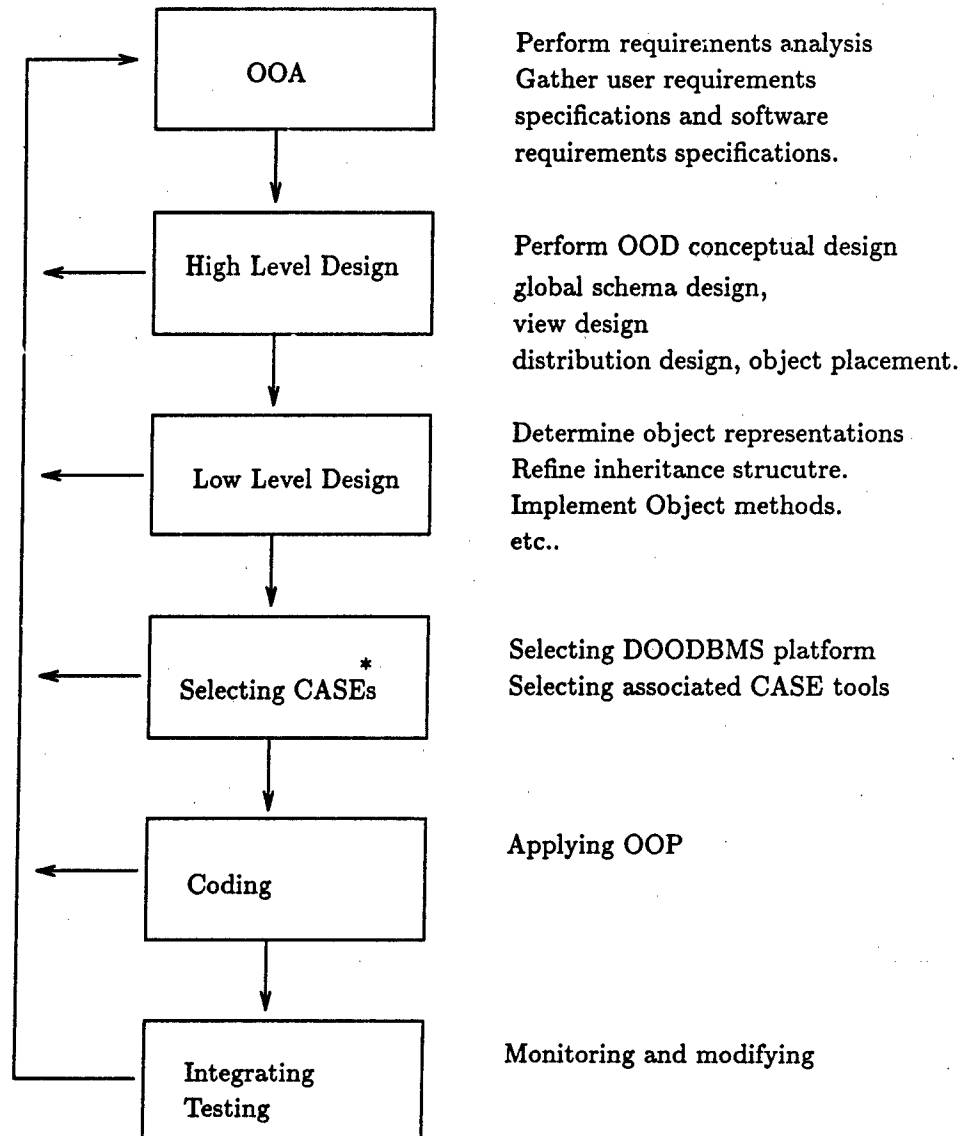 OOA
Perform requirements analysis
Gather user requirements
specifications and software
requirements specifications.
High Level Design
Perform OOD conceptual design
global schema design,
view design
distribution design, object placement.
Low Level Design
Determine object representations
Refine inheritance strucutre.
Implement Object methods.
etc..
Selecting CASEs*
Selecting DOODBMS platform
Selecting associated CASE tools
Coding
Applying OOP
Integrating
Testing
Monitoring and modifying